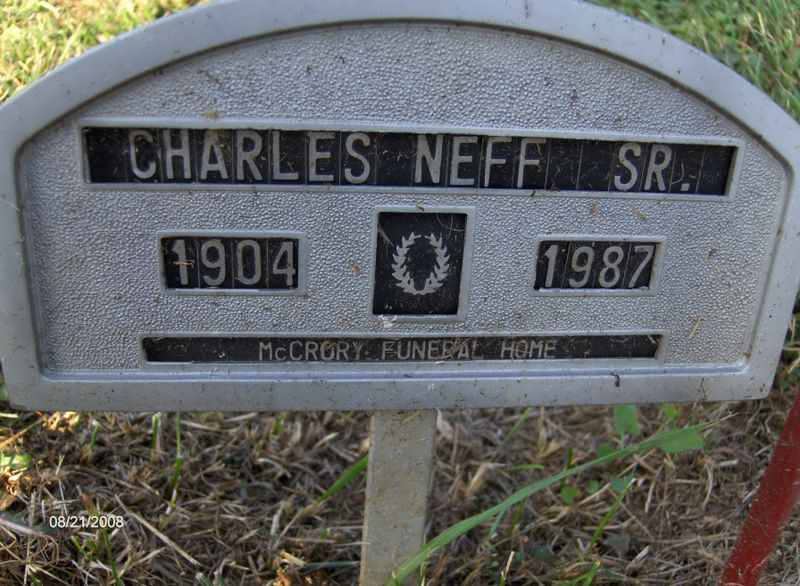 CHARLES NEFF SR.
1904 1987
McCRORY FUNERAL HOME
08/21/2008